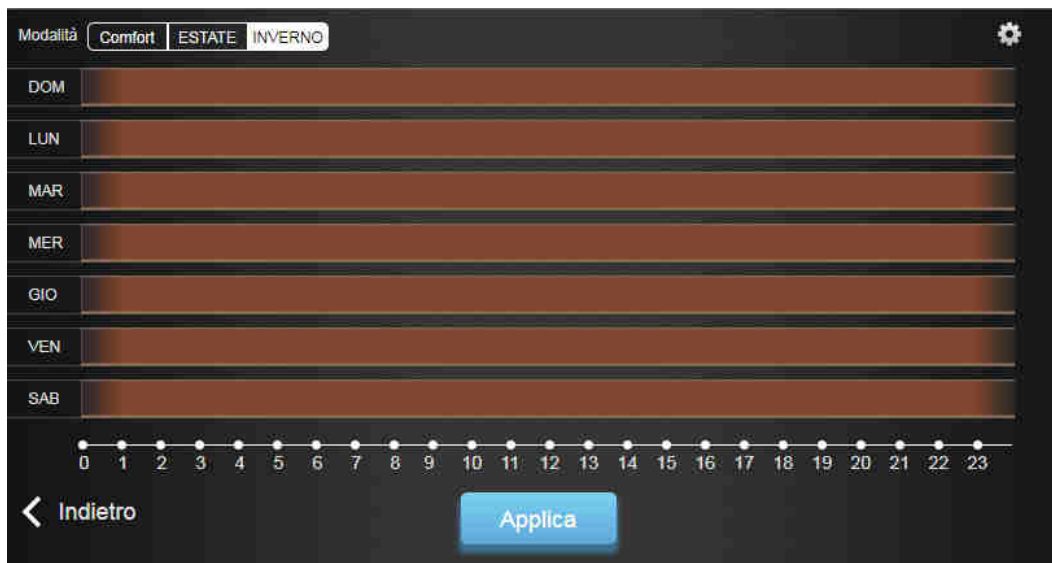 Modalità Comfort ESTATE INVERNO
DOM
LUN
MAR
MER
GIO
VEN
SAB
0 1 2 3 4 5 6 7 8 9 10 11 12 13 14 15 16 17 18 19 20 21 22 23
Indietro Applica